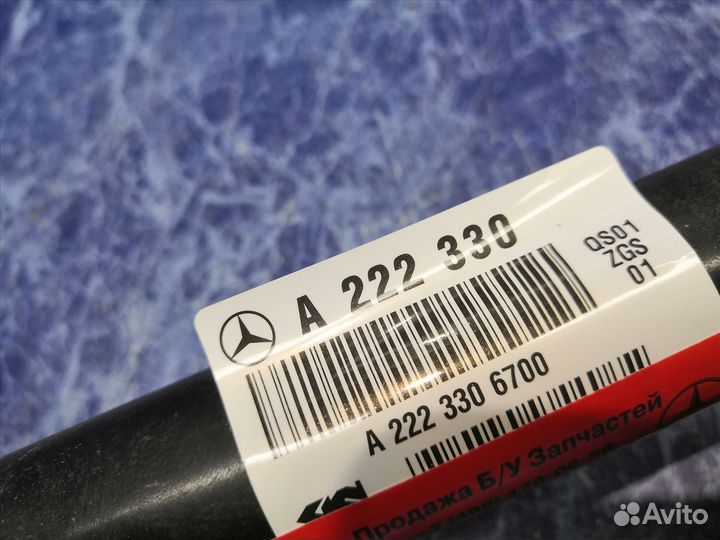 A 222 330
QS01
ZGS
01
A 222 330 6700
Продажа Б/У Запчастей
Avito